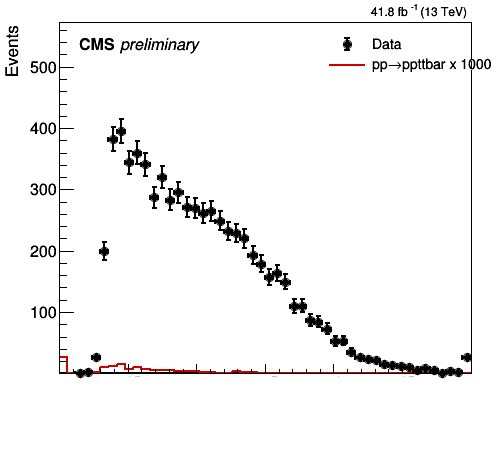 41.8 fb⁻¹ (13 TeV)
Events
CMS preliminary
Data
pp→ppttbar x 1000
500
400
300
200
100